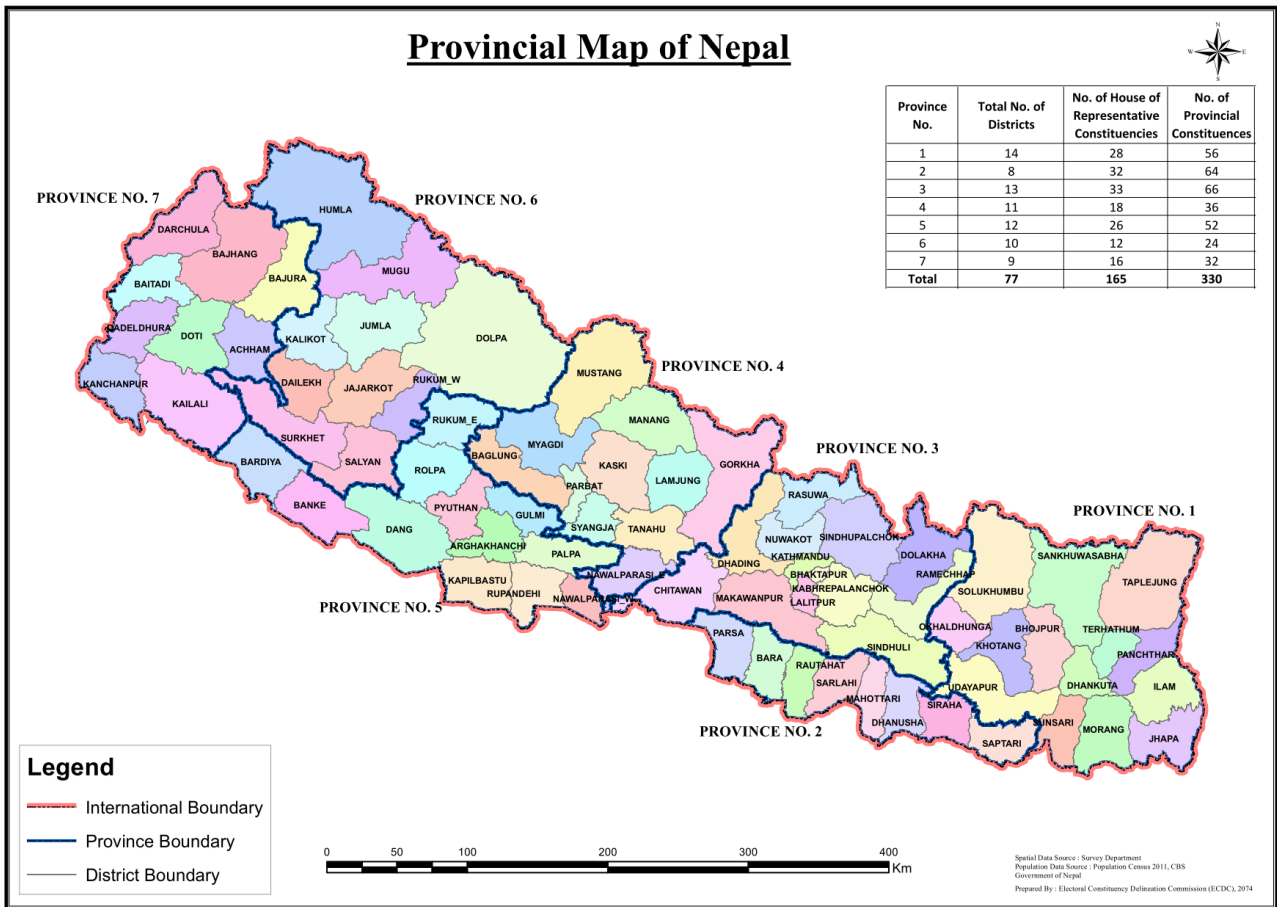 Provincial Map of Nepal
N
W E
S
Province No. Total No. of Districts No. of House of Representative Constituencies No. of Provincial Constituences
1 14 28 56
2 8 32 64
3 13 33 66
4 11 18 36
5 12 26 52
6 10 12 24
7 9 16 32
Total 77 165 330
PROVINCE NO. 7
PROVINCE NO. 6
HUMLA
DARCHULA
BAJHANG
MUGU
BAJURA
BAITADI
DADELDHURA
DOTI
ACHHAM
KALIKOT
JUMLA
DOLPA
KANCHANPUR
KAILALI
DAILEKH
JAJARKOT
RUKUM_W
MUSTANG
PROVINCE NO. 4
SURKHET
RUKUM_E
MANANG
MYAGDI
BARDIYA
SALYAN
ROLPA
BAGLUNG
KASKI
GORKHA
PARBAT
LAMJUNG
PROVINCE NO. 3
BANKE
DANG
PYUTHAN
GULMI
SYANGJA
TANAHU
RASUWA
NUWAKOT
SINDHUPALCHOK
PROVINCE NO. 1
ARGHAKHANCHI
PALPA
DHADING
KATHMANDU
DOLAKHA
SANKHUWASABHA
KAPILBASTU
RUPANDEHI
NAWALPARASI_E
NAWALPARASI_W
CHITAWAN
BHAKTAPUR
KABHREPALANCHOK
LALITPUR
RAMECHHAP
SOLUKHUMBU
TAPLEJUNG
PROVINCE NO. 5
MAKAWANPUR
OKHALDHUNGA
BHOJPUR
TERHATHUM
PARSA
SINDHULI
KHOTANG
PANCHTHAR
BARA
RAUTAHAT
SARLAHI
UDAYAPUR
DHANKUTA
ILAM
MAHOTTARI
SIRAHA
DHANUSHA
SUNSARI
MORANG
JHAPA
PROVINCE NO. 2
SAPTARI
Legend
International Boundary
Province Boundary
District Boundary
0 50 100 200 300 400
Km
Spatial Data Source : Survey Department
Population Data Source : Population Census 2011, CBS
Government of Nepal
Prepared By : Electoral Constituency Delineation Commission (ECDC), 2074